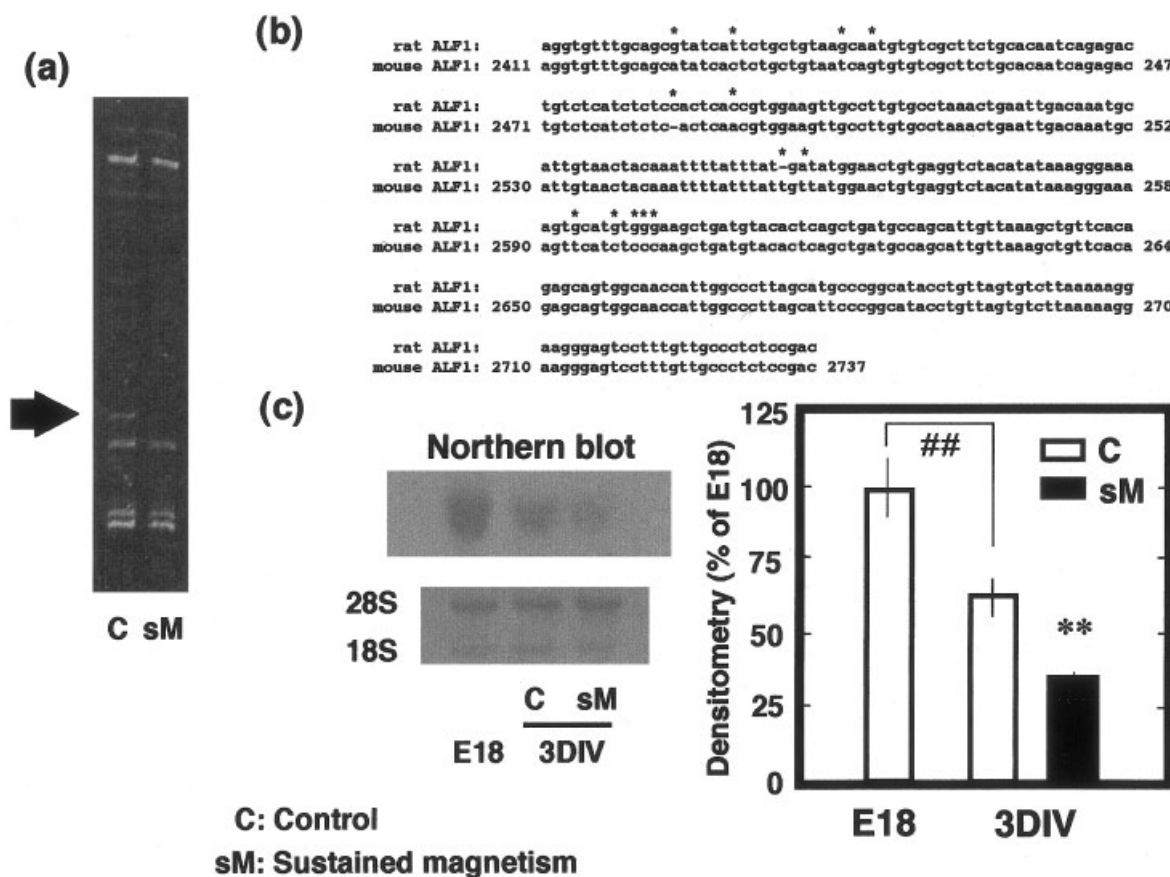 (a)
C sM
(b)
* * * *
rat ALF1: aggtgtttgcagcgtatcattctgctgtaagcaatgtgtcgcttctgcacaatcagagac
mouse ALF1: 2411 aggtgtttgcagcatatcactctgctgtaatcagtgtgtcgcttctgcacaatcagagac 247
* *
rat ALF1: tgtctcatctctccactcaccgtggaagttgccttgtgcctaaactgaattgacaaatgc
mouse ALF1: 2471 tgtctcatctctc-actcaacgtggaagttgccttgtgcctaaactgaattgacaaatgc 252
* *
rat ALF1: attgtaactacaaattttatttat-gatatggaactgtgaggtctacatataaagggaaa
mouse ALF1: 2530 attgtaactacaaattttatttattgttatggaactgtgaggtctacatataaagggaaa 258
* * ***
rat ALF1: agtgcatgtgggaagctgatgtacactcagctgatgccagcattgttaaagctgttcaca
mouse ALF1: 2590 agttcatctcccaagctgatgtacactcagctgatgccagcattgttaaagctgttcaca 264
rat ALF1: gagcagtggcaaccattggcccttagcatgcccggcatacctgttagtgtcttaaaaagg
mouse ALF1: 2650 gagcagtggcaaccattggcccttagcattcccggcatacctgttagtgtcttaaaaagg 270
rat ALF1: aagggagtcctttgttgccctctccgac
mouse ALF1: 2710 aagggagtcctttgttgccctctccgac 2737
(c)
Northern blot
28S
18S
C sM
E18 3DIV
Densitometry (% of E18)
125
100
75
50
25
0
##
C
sM
**
E18 3DIV
C: Control
sM: Sustained magnetism